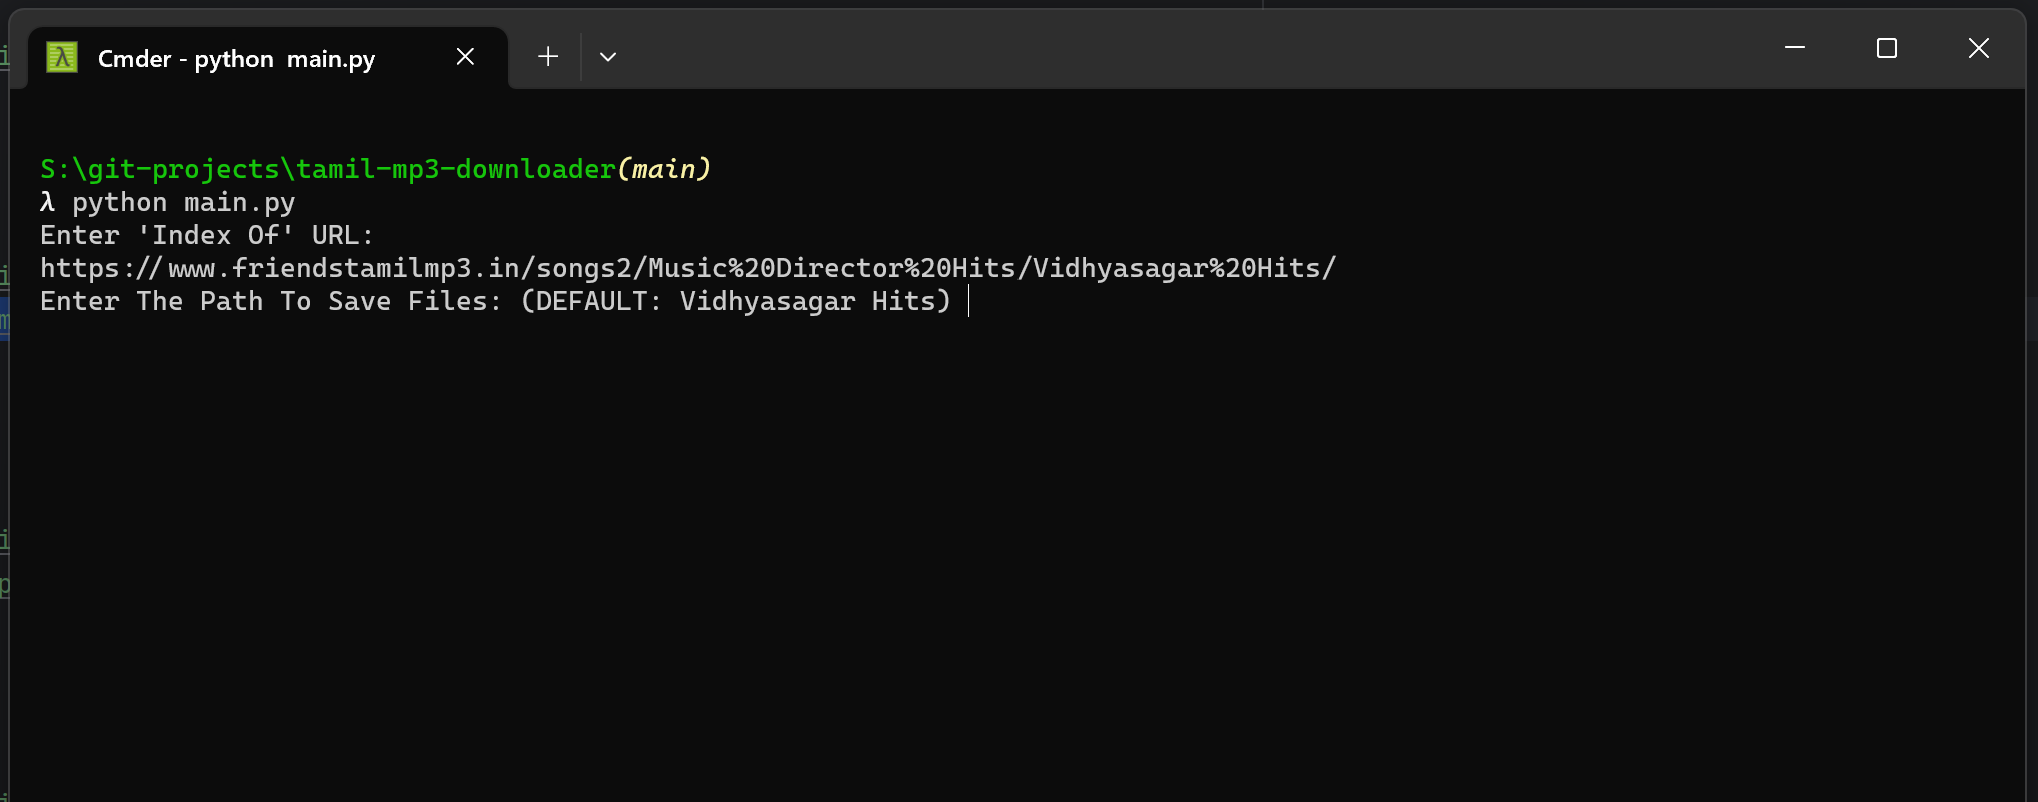 Cmder - python  main.py
S:\git-projects\tamil-mp3-downloader(main)
λ python main.py
Enter 'Index Of' URL:
https://www.friendstamilmp3.in/songs2/Music%20Director%20Hits/Vidhyasagar%20Hits/
Enter The Path To Save Files: (DEFAULT: Vidhyasagar Hits)